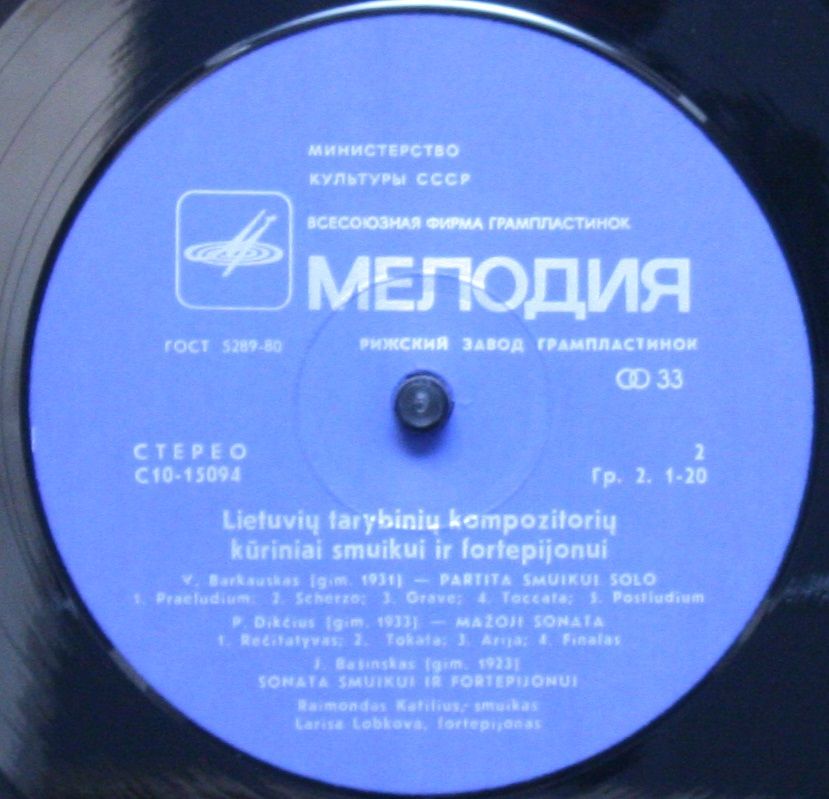 МИНИСТЕРСТВО
КУЛЬТУРЫ СССР
ВСЕСОЮЗНАЯ ФИРМА ГРАМПЛАСТИНОК
МЕЛОДИЯ
ГОСТ 5289-80 РИЖСКИЙ ЗАВОД ГРАМПЛАСТИНОК
33
СТЕРЕО 2
С10-15094 Гр. 2. 1-20
Lietuvių tarybinių kompozitorių
kūriniai smuikui ir fortepijonui
V. Barkauskas (gim. 1931) — PARTITA SMUIKUI SOLO
1. Praeludium; 2. Scherzo; 3. Grave; 4. Toccata; 5. Postludium
P. Dikčius (gim. 1933) — MAŽOJI SONATA
1. Rečitatyvas; 2. Tokata; 3. Arija; 4. Finalas
J. Bašinskas (gim. 1923)
SONATA SMUIKUI IR FORTEPIJONUI
Raimondas Katilius, smuikas
Larisa Lobkova, fortepijonas